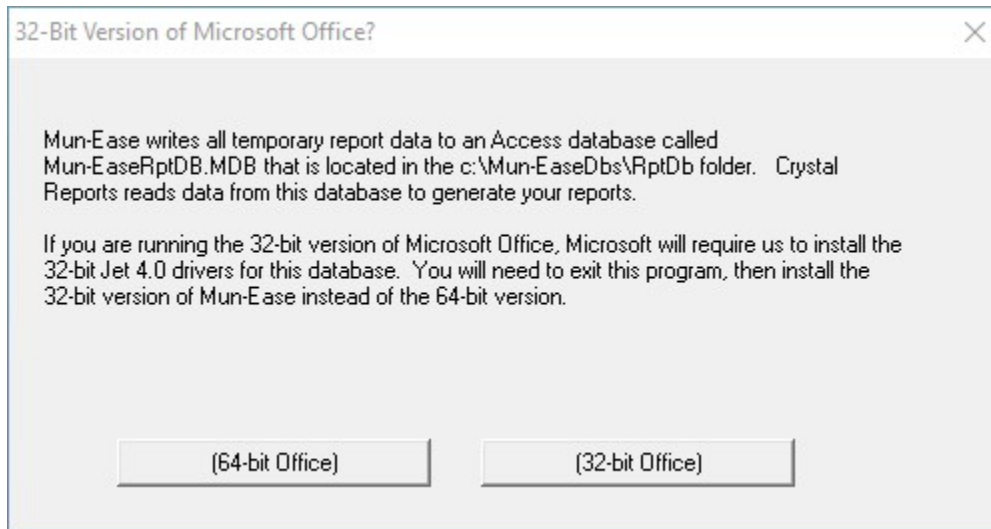 32-Bit Version of Microsoft Office?
Mun-Ease writes all temporary report data to an Access database called
Mun-EaseRptDB.MDB that is located in the c:\Mun-EaseDbs\RptDb folder.   Crystal
Reports reads data from this database to generate your reports.
If you are running the 32-bit version of Microsoft Office, Microsoft will require us to install the
32-bit Jet 4.0 drivers for this database.  You will need to exit this program, then install the
32-bit version of Mun-Ease instead of the 64-bit version.
(64-bit Office)
(32-bit Office)